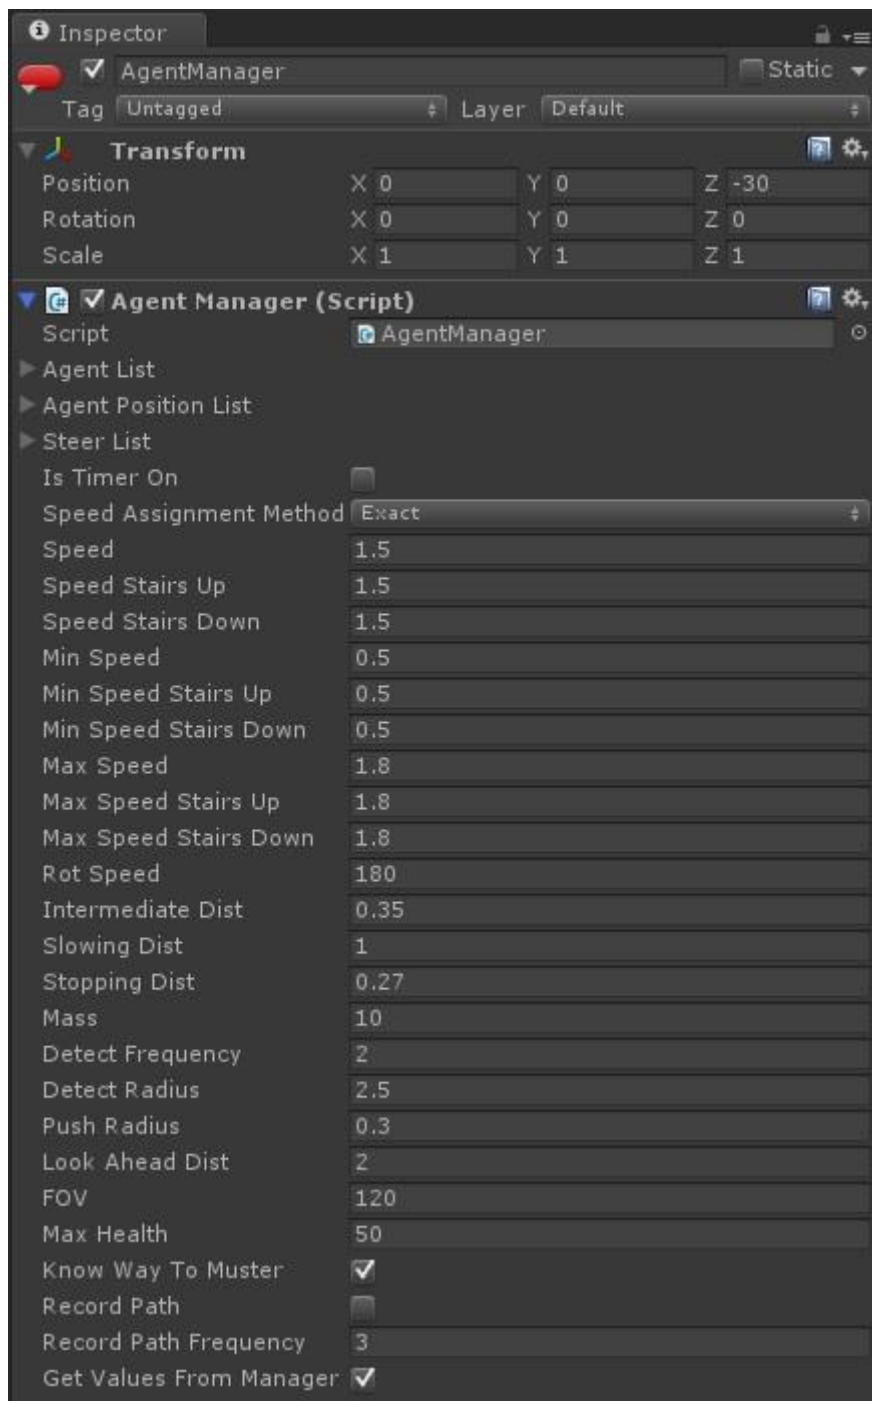 Inspector
AgentManager Static
Tag Untagged Layer Default
Transform
Position X 0 Y 0 Z -30
Rotation X 0 Y 0 Z 0
Scale X 1 Y 1 Z 1
Agent Manager (Script)
Script AgentManager
Agent List
Agent Position List
Steer List
Is Timer On
Speed Assignment Method Exact
Speed 1.5
Speed Stairs Up 1.5
Speed Stairs Down 1.5
Min Speed 0.5
Min Speed Stairs Up 0.5
Min Speed Stairs Down 0.5
Max Speed 1.8
Max Speed Stairs Up 1.8
Max Speed Stairs Down 1.8
Rot Speed 180
Intermediate Dist 0.35
Slowing Dist 1
Stopping Dist 0.27
Mass 10
Detect Frequency 2
Detect Radius 2.5
Push Radius 0.3
Look Ahead Dist 2
FOV 120
Max Health 50
Know Way To Muster
Record Path
Record Path Frequency 3
Get Values From Manager